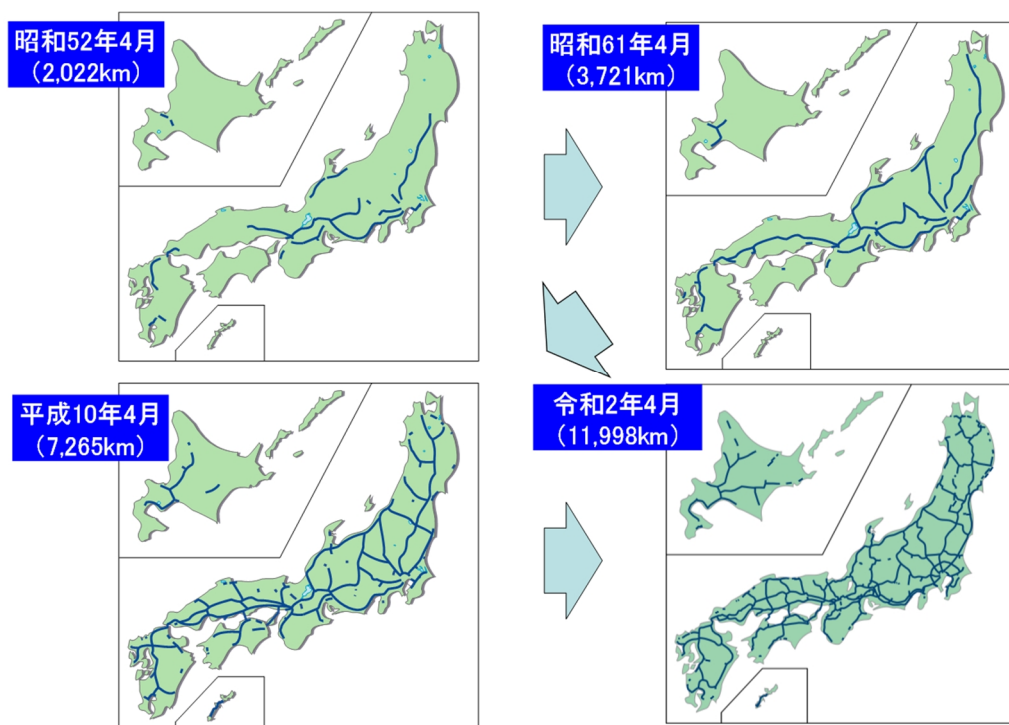 昭和52年4月
（2,022km）
昭和61年4月
（3,721km）
平成10年4月
（7,265km）
令和2年4月
（11,998km）